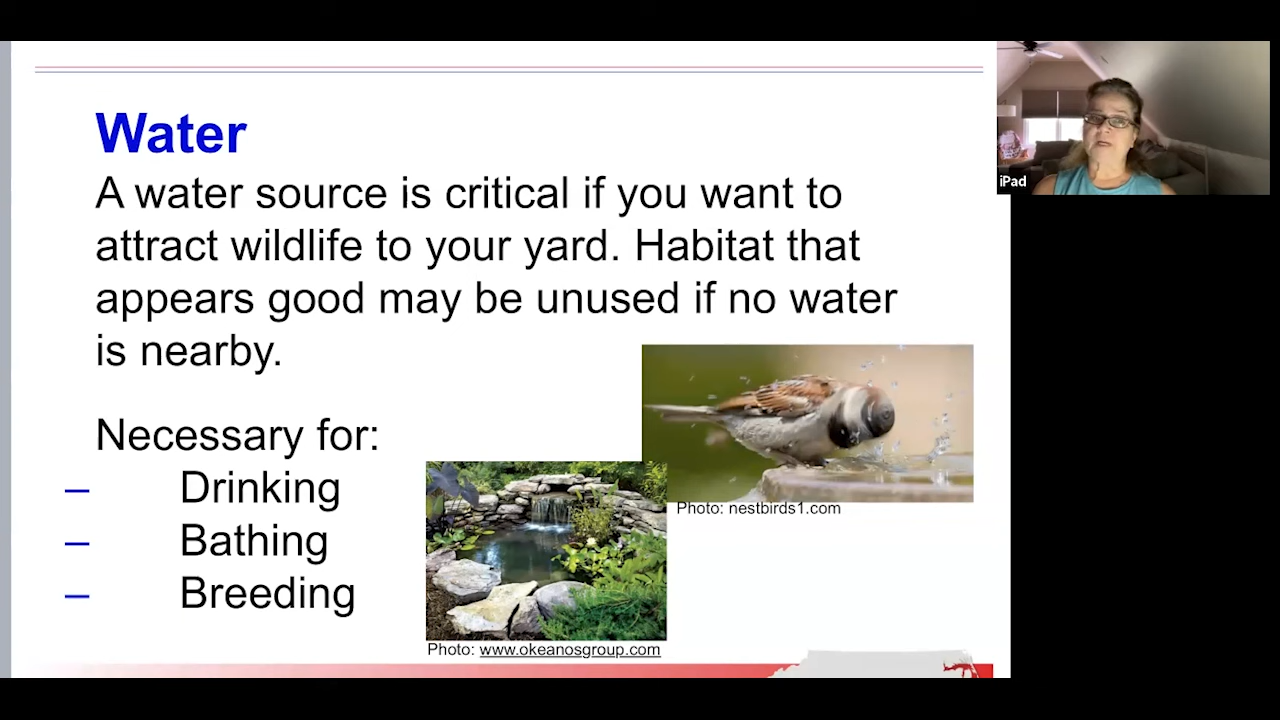 Water
A water source is critical if you want to
attract wildlife to your yard. Habitat that
appears good may be unused if no water
is nearby.
Necessary for:
– Drinking
– Bathing
– Breeding
Photo: nestbirds1.com
Photo: www.okeanosgroup.com
iPad